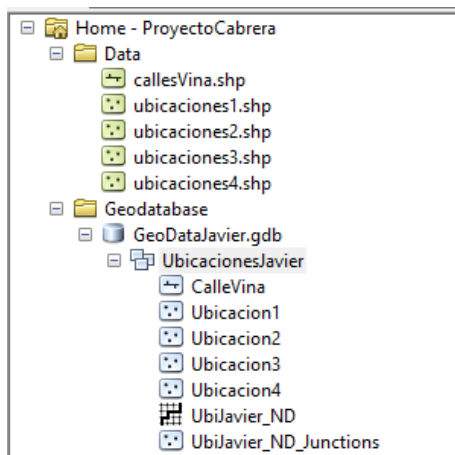 Home - ProyectoCabrera
Data
callesVina.shp
ubicaciones1.shp
ubicaciones2.shp
ubicaciones3.shp
ubicaciones4.shp
Geodatabase
GeoDataJavier.gdb
UbicacionesJavier
CalleVina
Ubicacion1
Ubicacion2
Ubicacion3
Ubicacion4
UbiJavier_ND
UbiJavier_ND_Junctions